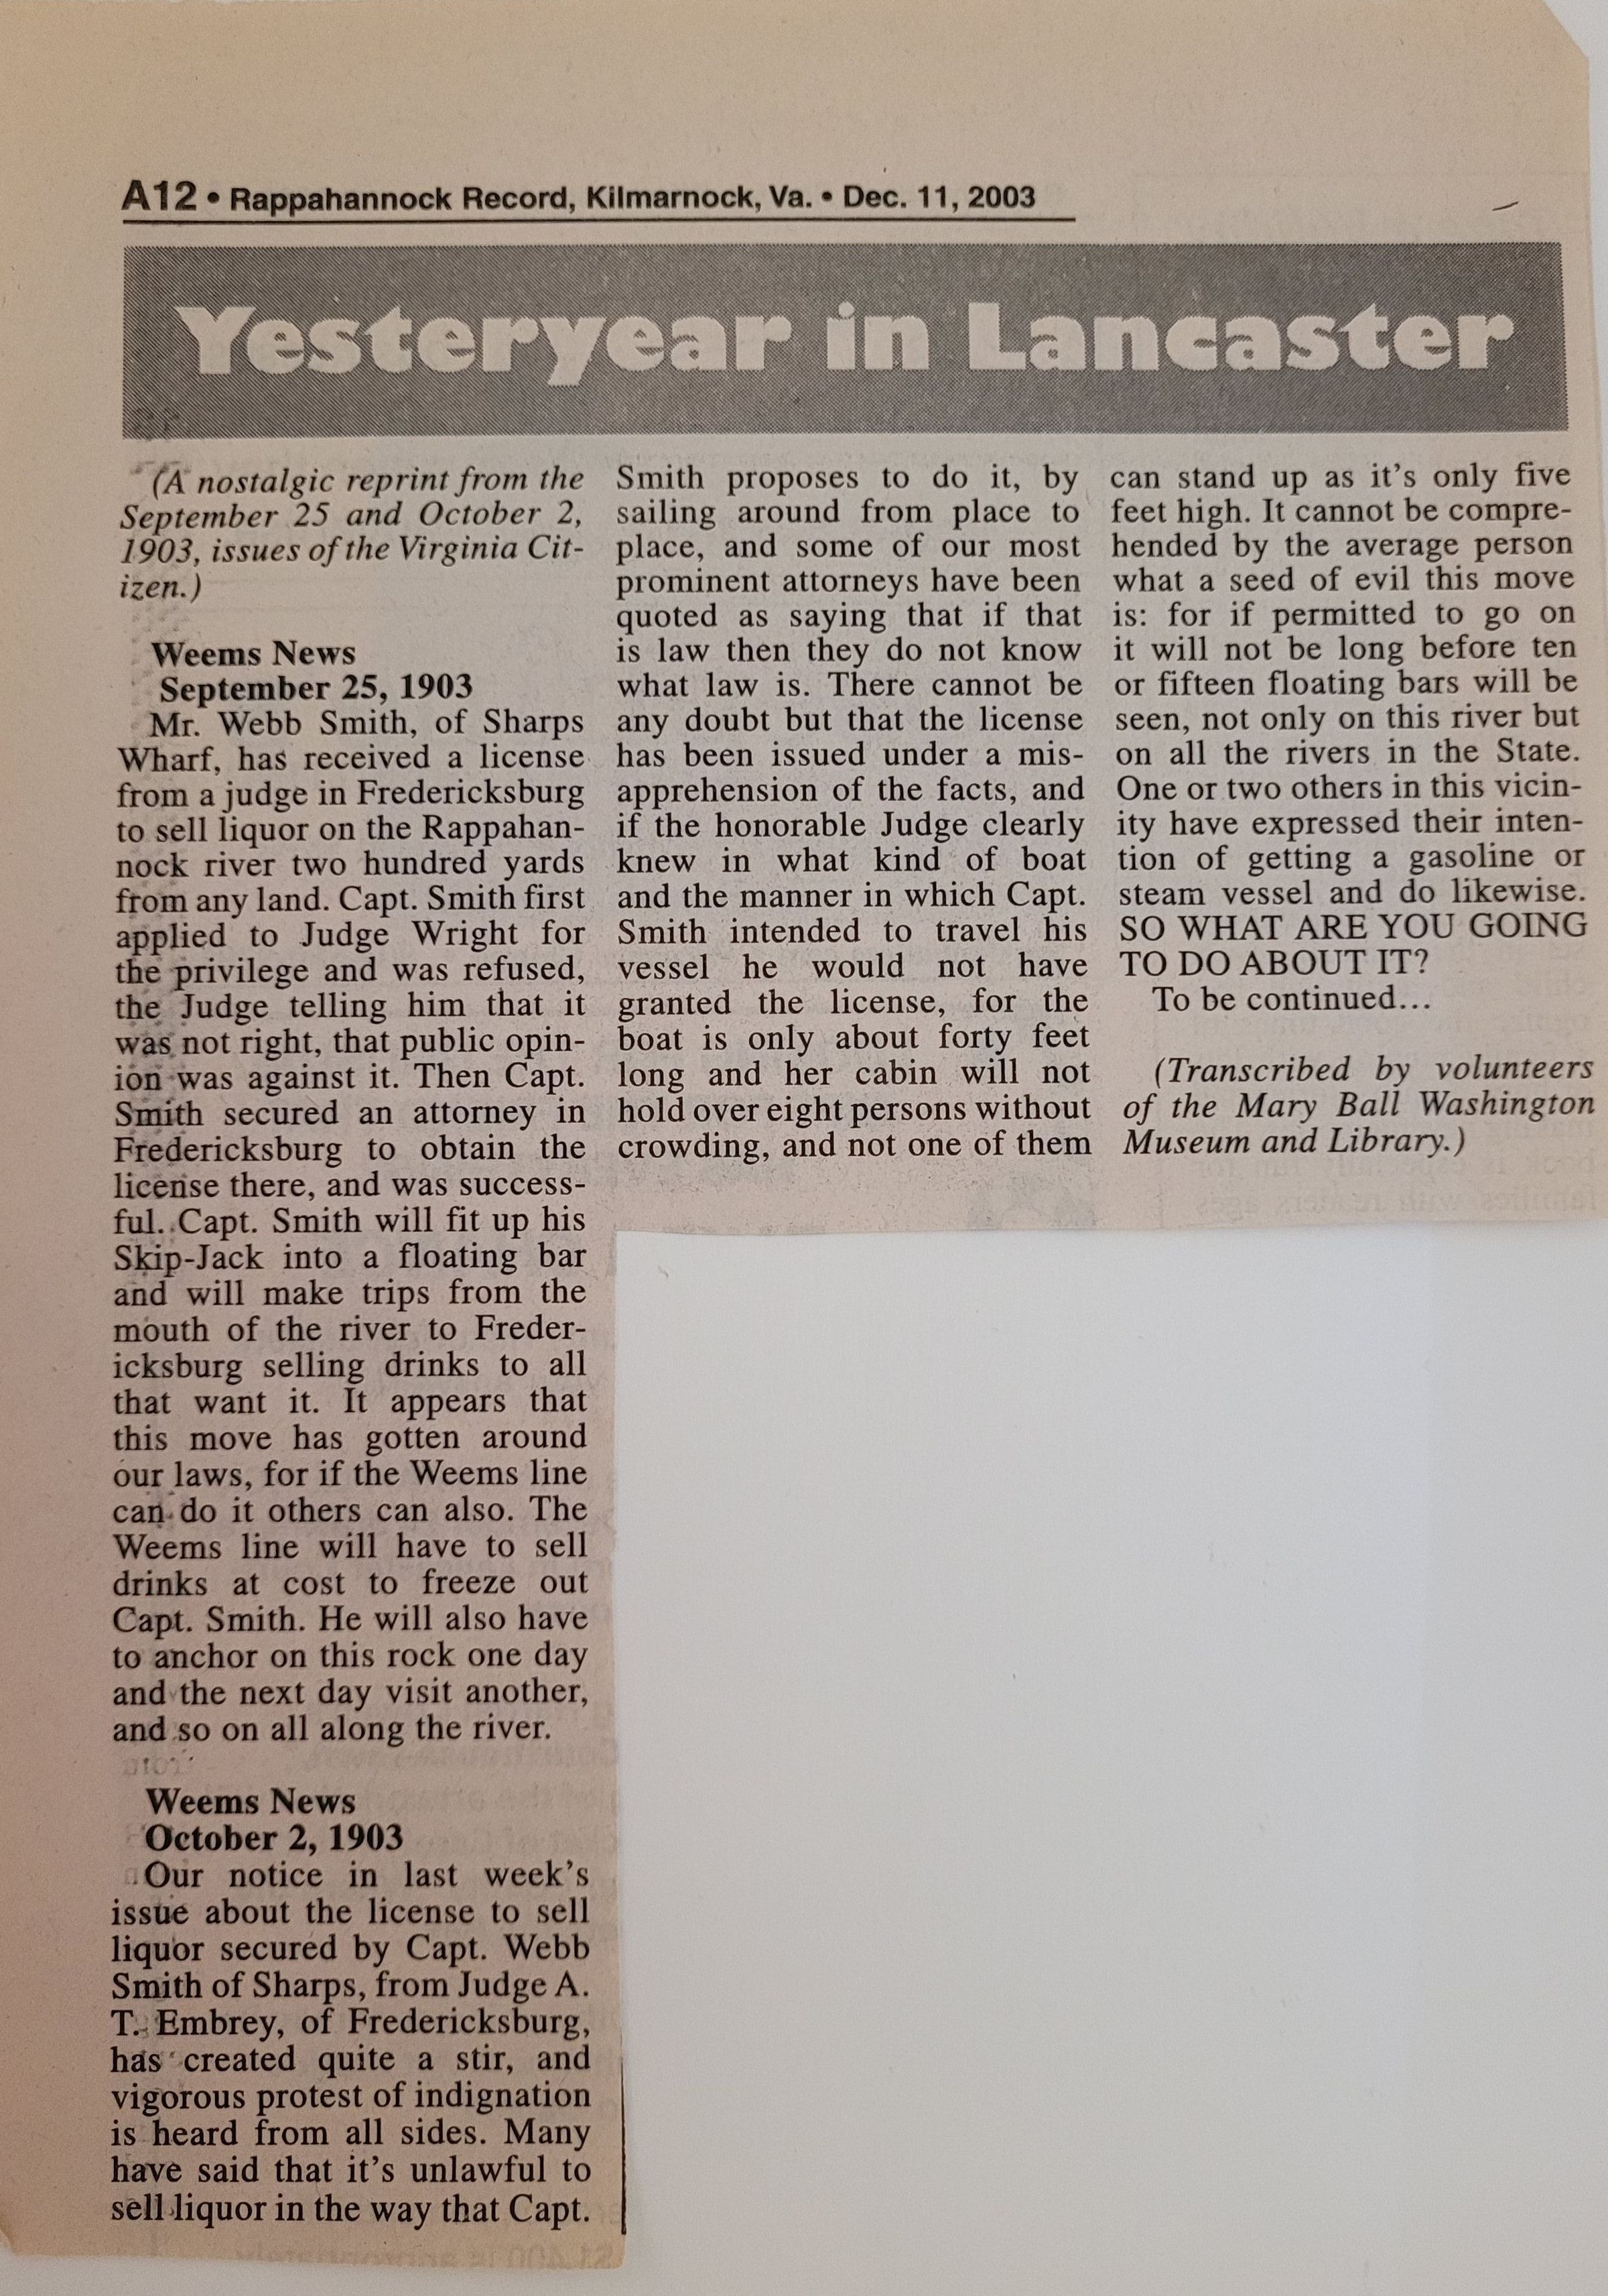 A12 • Rappahannock Record, Kilmarnock, Va. • Dec. 11, 2003
Yesteryear in Lancaster
(A nostalgic reprint from the
September 25 and October 2,
1903, issues of the Virginia Cit-
izen.)
Weems News
September 25, 1903
Mr. Webb Smith, of Sharps
Wharf, has received a license
from a judge in Fredericksburg
to sell liquor on the Rappahan-
nock river two hundred yards
from any land. Capt. Smith first
applied to Judge Wright for
the privilege and was refused,
the Judge telling him that it
was not right, that public opin-
ion was against it. Then Capt.
Smith secured an attorney in
Fredericksburg to obtain the
license there, and was success-
ful. Capt. Smith will fit up his
Skip-Jack into a floating bar
and will make trips from the
mouth of the river to Freder-
icksburg selling drinks to all
that want it. It appears that
this move has gotten around
our laws, for if the Weems line
can do it others can also. The
Weems line will have to sell
drinks at cost to freeze out
Capt. Smith. He will also have
to anchor on this rock one day
and the next day visit another,
and so on all along the river.
Weems News
October 2, 1903
Our notice in last week's
issue about the license to sell
liquor secured by Capt. Webb
Smith of Sharps, from Judge A.
T. Embrey, of Fredericksburg,
has created quite a stir, and
vigorous protest of indignation
is heard from all sides. Many
have said that it's unlawful to
sell liquor in the way that Capt.
Smith proposes to do it, by
sailing around from place to
place, and some of our most
prominent attorneys have been
quoted as saying that if that
is law then they do not know
what law is. There cannot be
any doubt but that the license
has been issued under a mis-
apprehension of the facts, and
if the honorable Judge clearly
knew in what kind of boat
and the manner in which Capt.
Smith intended to travel his
vessel he would not have
granted the license, for the
boat is only about forty feet
long and her cabin will not
hold over eight persons without
crowding, and not one of them
can stand up as it's only five
feet high. It cannot be compre-
hended by the average person
what a seed of evil this move
is: for if permitted to go on
it will not be long before ten
or fifteen floating bars will be
seen, not only on this river but
on all the rivers in the State.
One or two others in this vicin-
ity have expressed their inten-
tion of getting a gasoline or
steam vessel and do likewise.
SO WHAT ARE YOU GOING
TO DO ABOUT IT?
To be continued…
(Transcribed by volunteers
of the Mary Ball Washington
Museum and Library.)